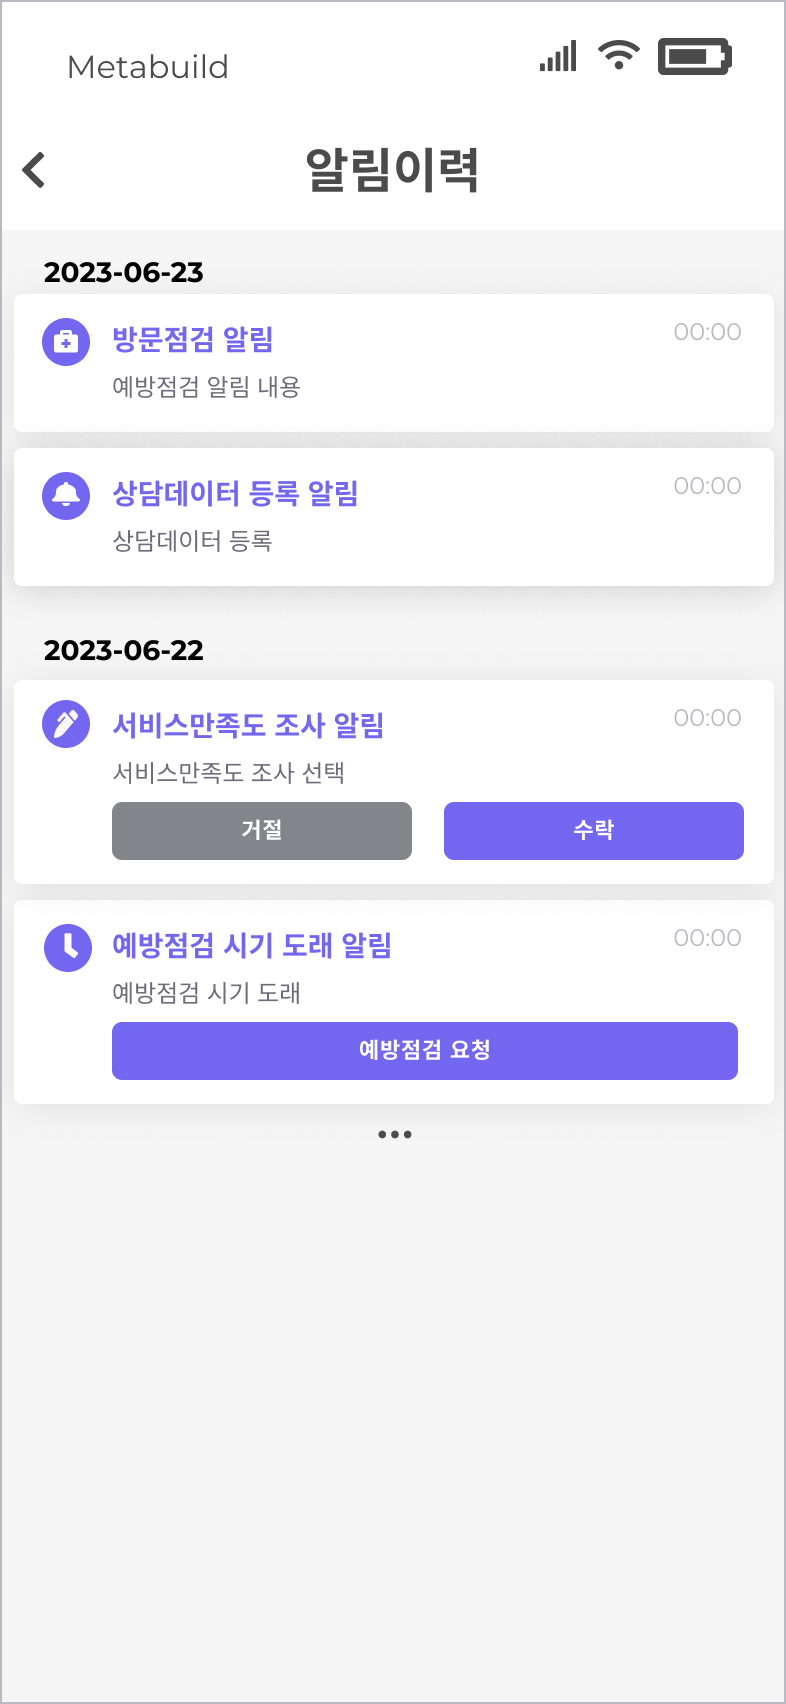 Metabuild
알림이력
2023-06-23
방문점검 알림
00:00
예방점검 알림 내용
상담데이터 등록 알림
00:00
상담데이터 등록
2023-06-22
서비스만족도 조사 알림
00:00
서비스만족도 조사 선택
거절
수락
예방점검 시기 도래 알림
00:00
예방점검 시기 도래
예방점검 요청